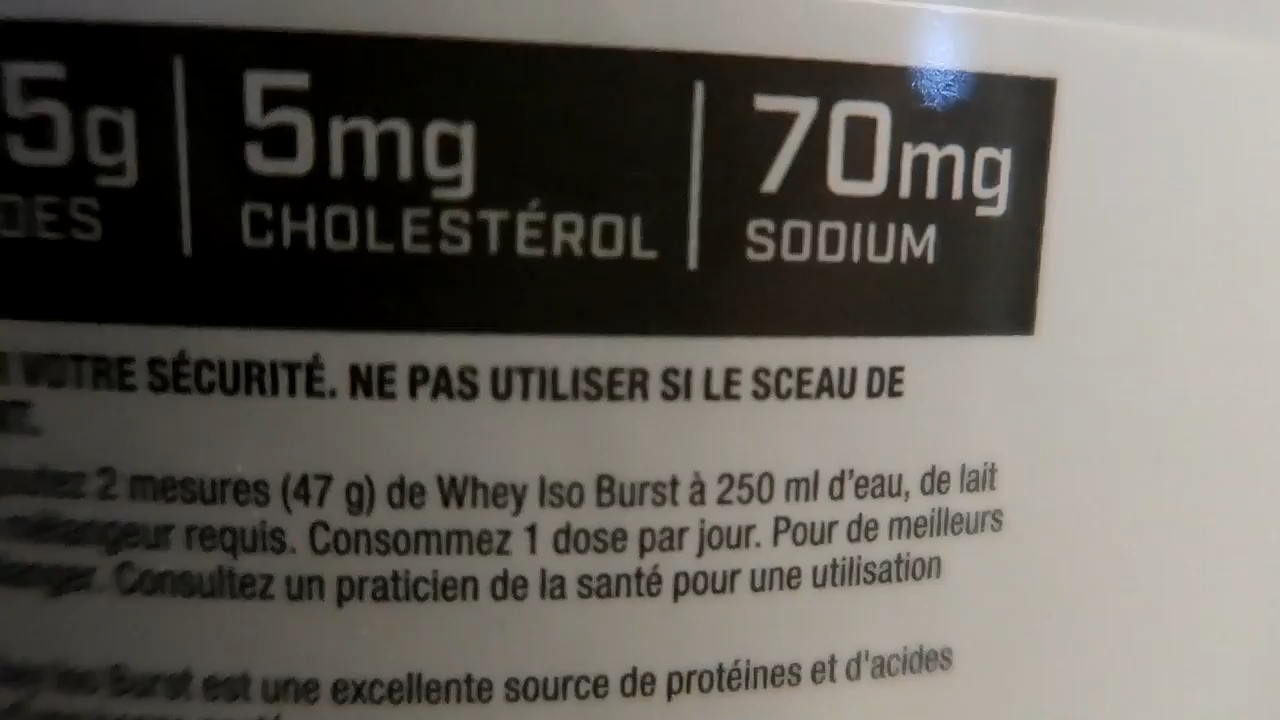 5g 5mg 70mg
CHOLESTÉROL SODIUM
VOTRE SÉCURITÉ. NE PAS UTILISER SI LE SCEAU DE
2 mesures (47 g) de Whey Iso Burst à 250 ml d'eau, de lait
requis. Consommez 1 dose par jour. Pour de meilleurs
Consultez un praticien de la santé pour une utilisation
Iso Burst est une excellente source de protéines et d'acides